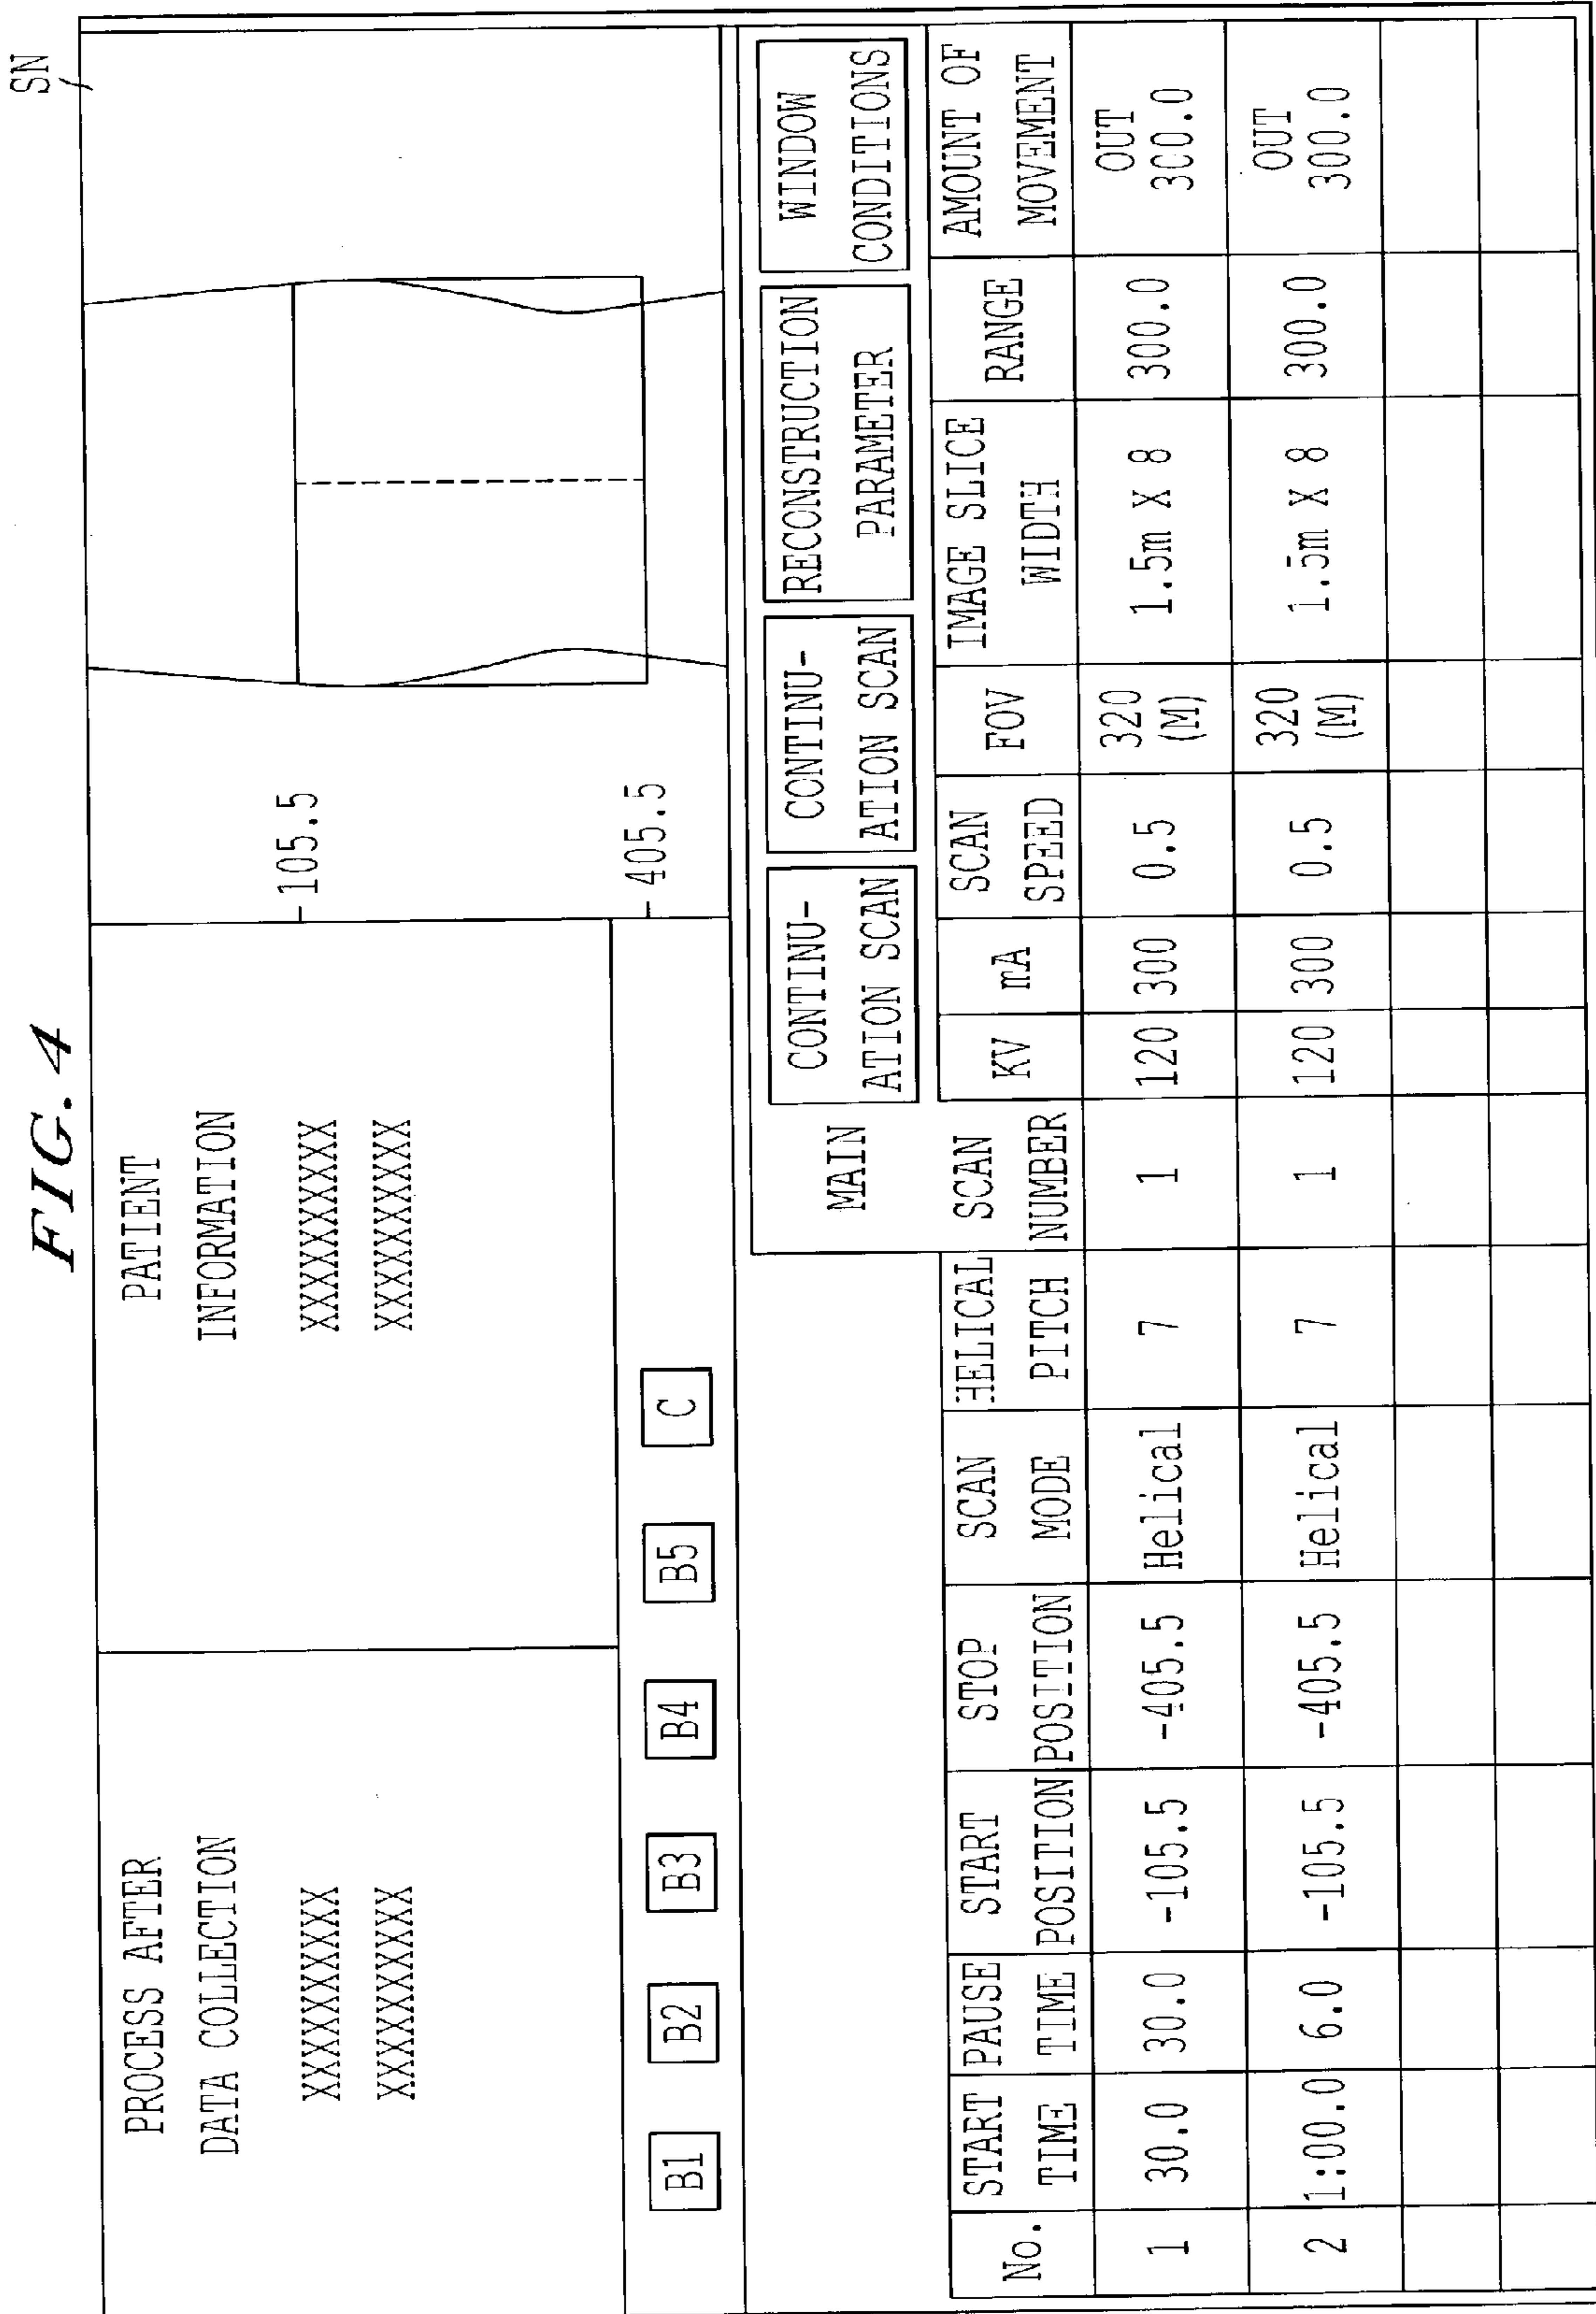 FIG. 4
SN
PROCESS AFTER
DATA COLLECTION
XXXXXXXXXX
XXXXXXXXXX
PATIENT
INFORMATION
XXXXXXXXXX
XXXXXXXXXX
- 105.5
- 405.5
B1 B2 B3 B4 B5 C
MAIN
CONTINU-
ATION SCAN
CONTINU-
ATION SCAN
RECONSTRUCTION
PARAMETER
WINDOW
CONDITIONS
No. START TIME PAUSE TIME START POSITION STOP POSITION SCAN MODE HELICAL PITCH SCAN NUMBER KV mA SCAN SPEED FOV IMAGE SLICE WIDTH RANGE AMOUNT OF MOVEMENT
1 30.0 30.0 -105.5 -405.5 Helical 7 1 120 300 0.5 320 (M) 1.5m X 8 300.0 OUT 300.0
2 1:00.0 6.0 -105.5 -405.5 Helical 7 1 120 300 0.5 320 (M) 1.5m X 8 300.0 OUT 300.0